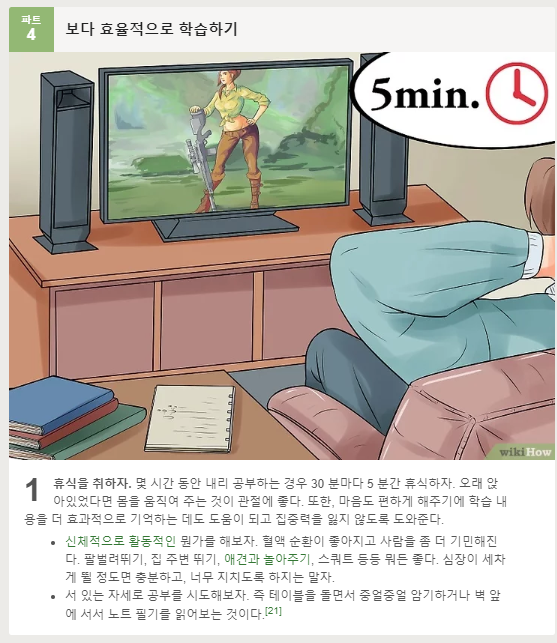 파트
4
보다 효율적으로 학습하기
5min.
wikiHow
1
휴식을 취하자. 몇 시간 동안 내리 공부하는 경우 30 분마다 5 분간 휴식하자. 오래 앉
아있었다면 몸을 움직여 주는 것이 관절에 좋다. 또한, 마음도 편하게 해주기에 학습 내
용을 더 효과적으로 기억하는 데도 도움이 되고 집중력을 잃지 않도록 도와준다.
• 신체적으로 활동적인 뭔가를 해보자. 혈액 순환이 좋아지고 사람을 좀 더 기민해진
다. 팔벌려뛰기, 집 주변 뛰기, 애견과 놀아주기, 스쿼트 등등 뭐든 좋다. 심장이 세차
게 뛸 정도면 충분하고, 너무 지치도록 하지는 말자.
• 서 있는 자세로 공부를 시도해보자. 즉 테이블을 돌면서 중얼중얼 암기하거나 벽 앞
에 서서 노트 필기를 읽어보는 것이다.[21]